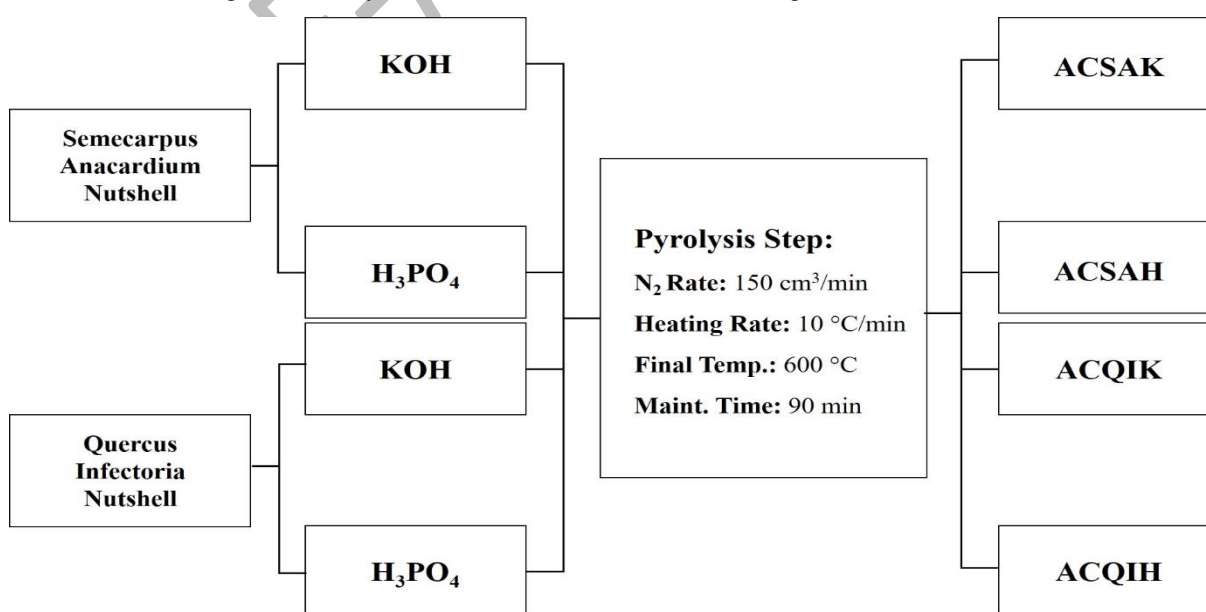 KOH
Semecarpus
Anacardium
Nutshell
H₃PO₄
KOH
Quercus
Infectoria
Nutshell
H₃PO₄
Pyrolysis Step:
N₂ Rate: 150 cm³/min
Heating Rate: 10 °C/min
Final Temp.: 600 °C
Maint. Time: 90 min
ACSAK
ACSAH
ACQIK
ACQIH